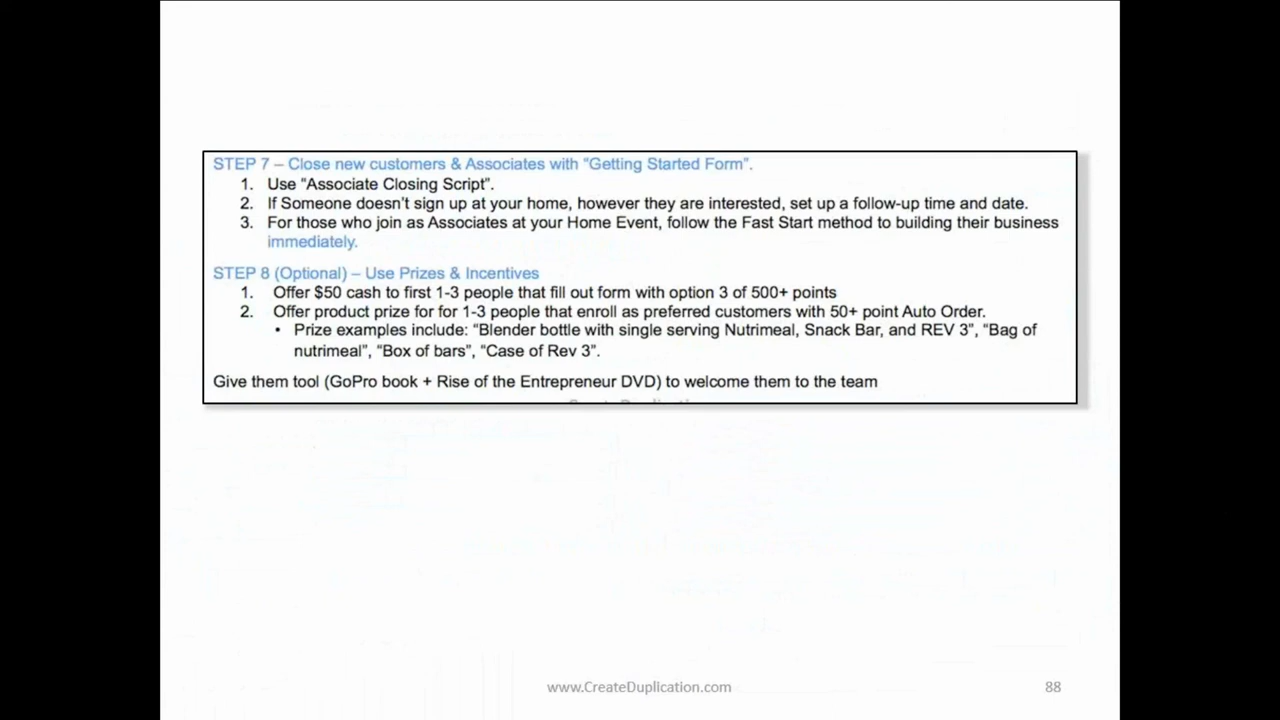 STEP 7 – Close new customers & Associates with “Getting Started Form”.
1. Use “Associate Closing Script”.
2. If Someone doesn’t sign up at your home, however they are interested, set up a follow-up time and date.
3. For those who join as Associates at your Home Event, follow the Fast Start method to building their business
immediately.
STEP 8 (Optional) – Use Prizes & Incentives
1. Offer $50 cash to first 1-3 people that fill out form with option 3 of 500+ points
2. Offer product prize for for 1-3 people that enroll as preferred customers with 50+ point Auto Order.
• Prize examples include: “Blender bottle with single serving Nutrimeal, Snack Bar, and REV 3”, “Bag of
nutrimeal”, “Box of bars”, “Case of Rev 3”.
Give them tool (GoPro book + Rise of the Entrepreneur DVD) to welcome them to the team
www.CreateDuplication.com
88